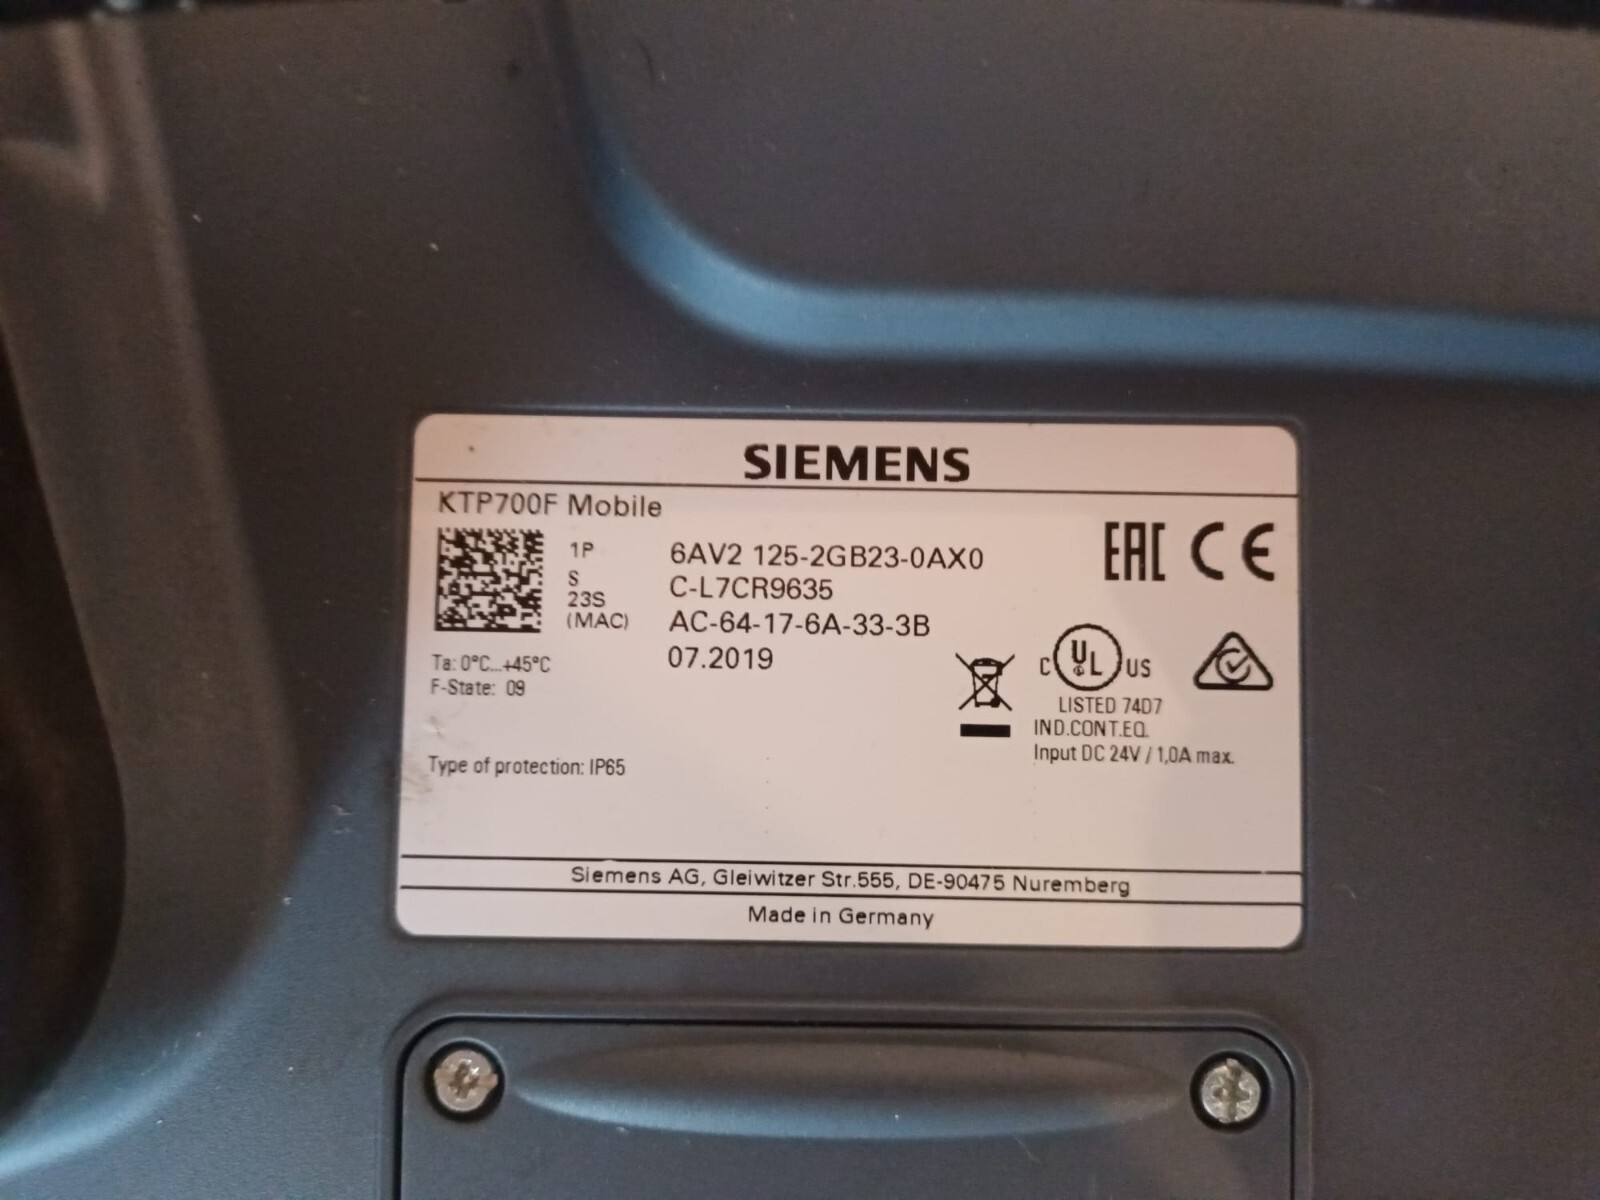 SIEMENS
KTP700F Mobile
1P 6AV2 125-2GB23-0AX0
S C-L7CR9635
23S
(MAC) AC-64-17-6A-33-3B
07.2019
Ta: 0°C...+45°C
F-State: 09
Type of protection: IP65
EAC CE
C UL US
LISTED 74D7
IND.CONT.EQ.
Input DC 24V / 1,0A max.
Siemens AG, Gleiwitzer Str.555, DE-90475 Nuremberg
Made in Germany